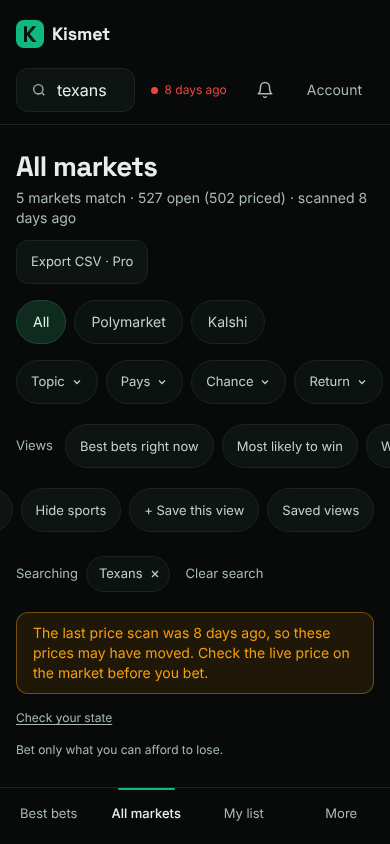 K Kismet
texans
8 days ago
Account
All markets
5 markets match · 527 open (502 priced) · scanned 8
days ago
Export CSV · Pro
All Polymarket Kalshi
Topic Pays Chance Return
Views Best bets right now Most likely to win
Hide sports + Save this view Saved views
Searching Texans × Clear search
The last price scan was 8 days ago, so these
prices may have moved. Check the live price on
the market before you bet.
Check your state
Bet only what you can afford to lose.
Best bets All markets My list More